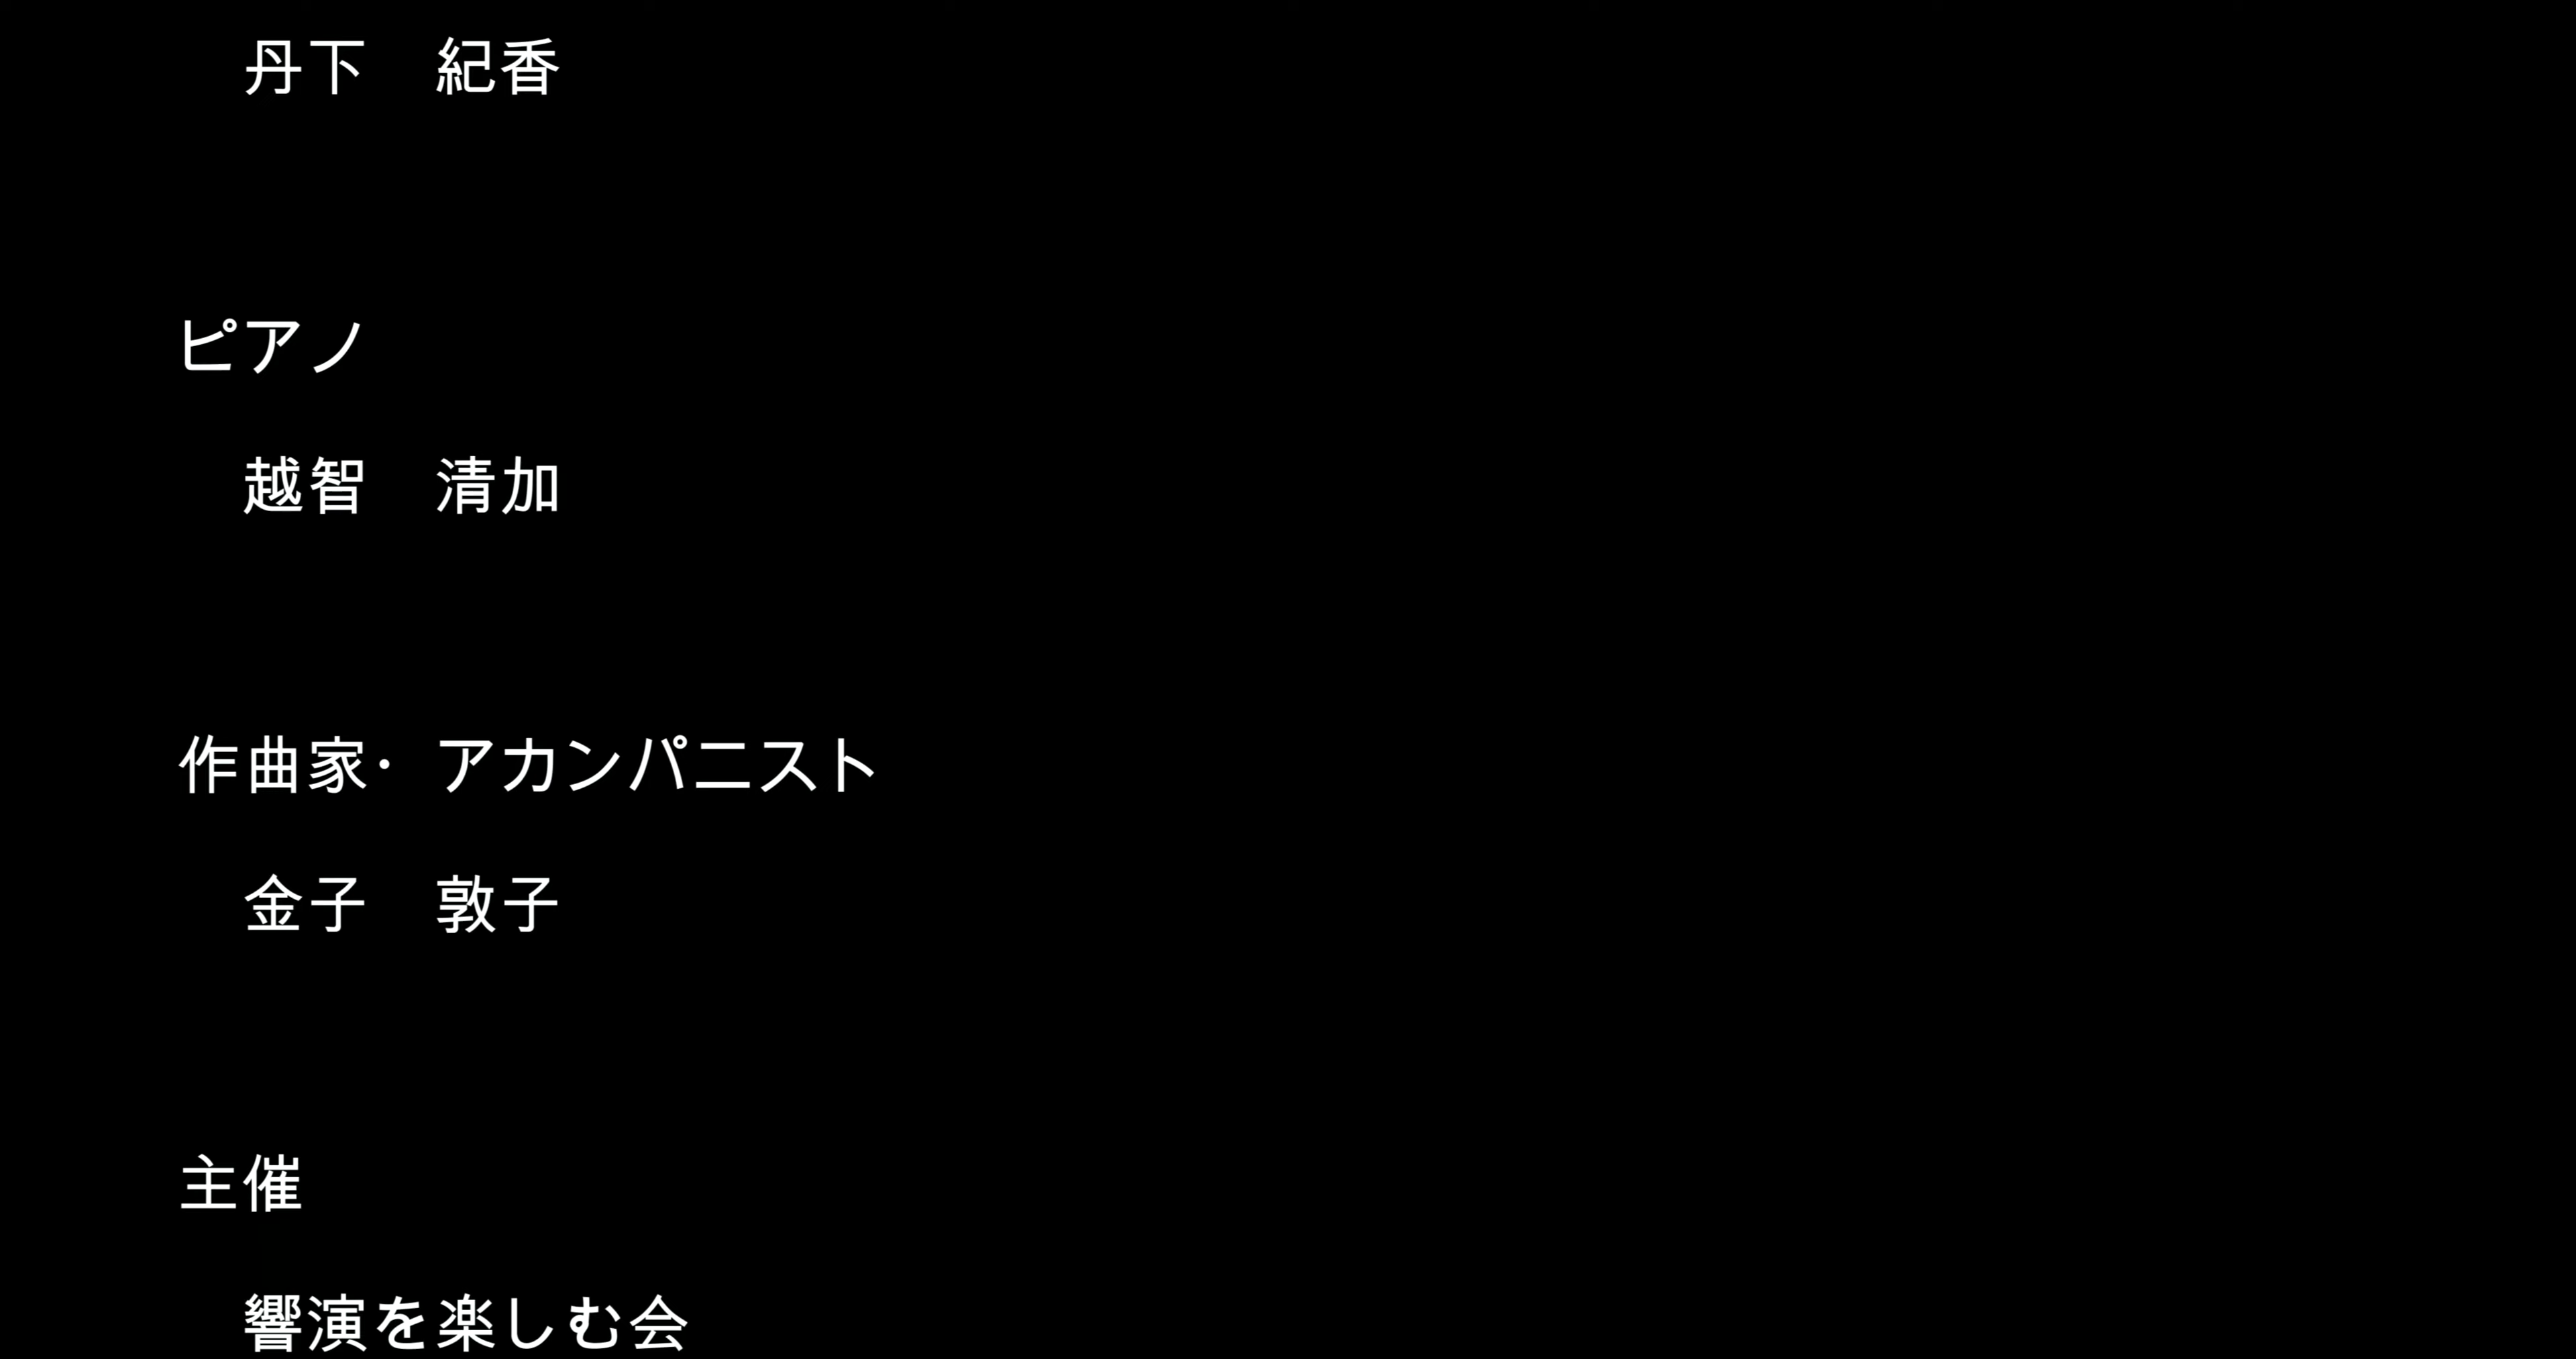 丹下　紀香
ピアノ
越智　清加
作曲家・アカンパニスト
金子　敦子
主催
響演を楽しむ会